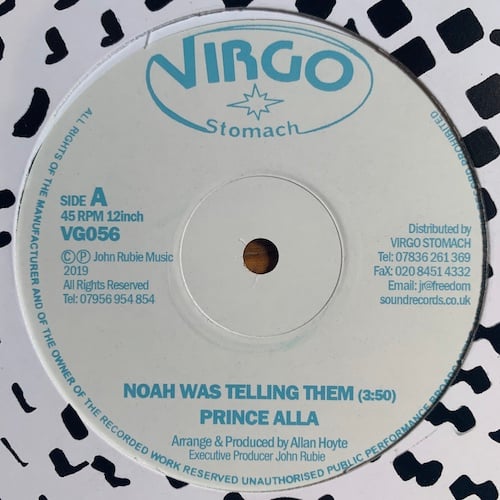 VIRGO
Stomach
SIDE A
45 RPM 12inch
VG056
©Ⓟ John Rubie Music
2019
All Rights Reserved
Tel: 07956 954 854
Distributed by
VIRGO STOMACH
Tel: 07836 261 369
FaX: 020 8451 4332
Email: jr@freedom
soundrecords.co.uk
NOAH WAS TELLING THEM (3:50)
PRINCE ALLA
Arrange & Produced by Allan Hoyte
Executive Producer John Rubie
ALL RIGHTS OF THE MANUFACTURER AND OF THE OWNER OF THE RECORDED WORK RESERVED UNAUTHORISED PUBLIC PERFORMANCE PROHIBITED